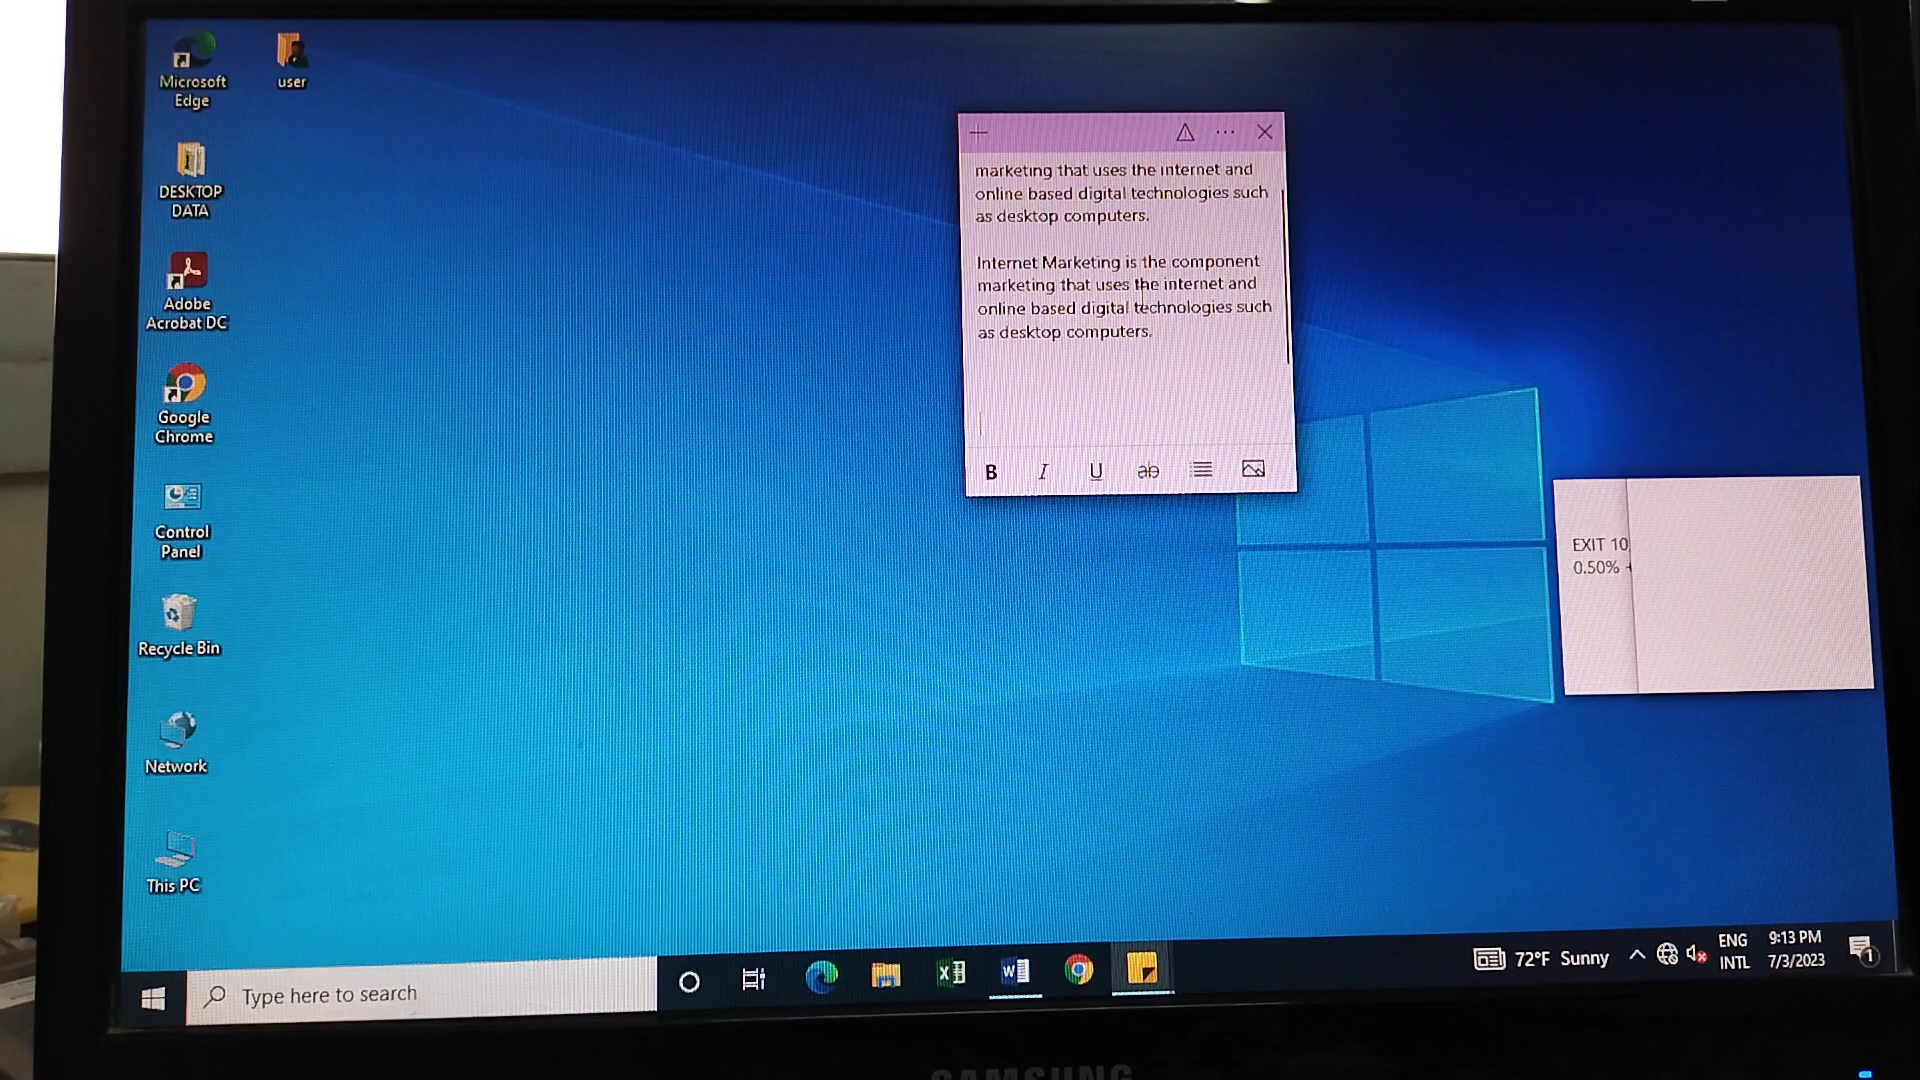 Microsoft
Edge
user
DESKTOP
DATA
Adobe
Acrobat DC
Google
Chrome
Control
Panel
Recycle Bin
Network
This PC
marketing that uses the internet and
online based digital technologies such
as desktop computers.
Internet Marketing is the component
marketing that uses the internet and
online based digital technologies such
as desktop computers.
B I U ab
EXIT 10
0.50% +
Type here to search
72°F Sunny
ENG
INTL
9:13 PM
7/3/2023
1
SAMSUNG